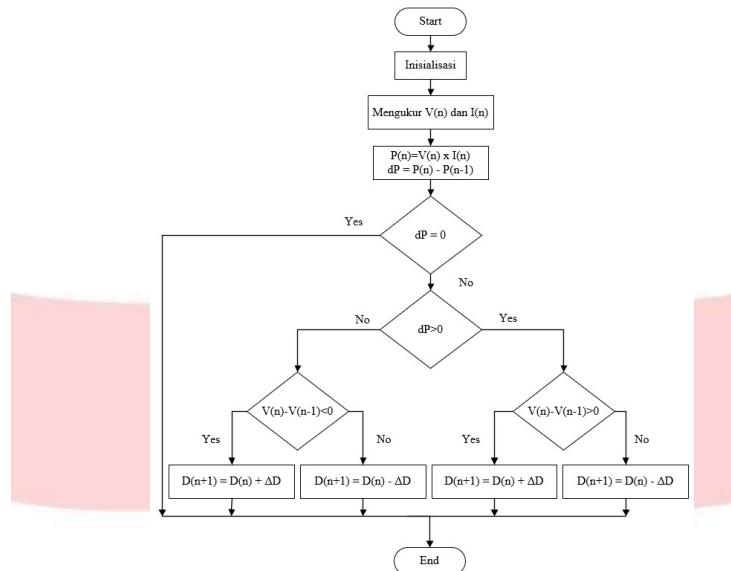 Start
Inisialisasi
Mengukur V(n) dan I(n)
P(n)=V(n) x I(n)
dP = P(n) - P(n-1)
Yes
dP = 0
No
No
dP>0
Yes
V(n)-V(n-1)<0
V(n)-V(n-1)>0
Yes
No
Yes
No
D(n+1) = D(n) + ΔD
D(n+1) = D(n) - ΔD
D(n+1) = D(n) + ΔD
D(n+1) = D(n) - ΔD
End